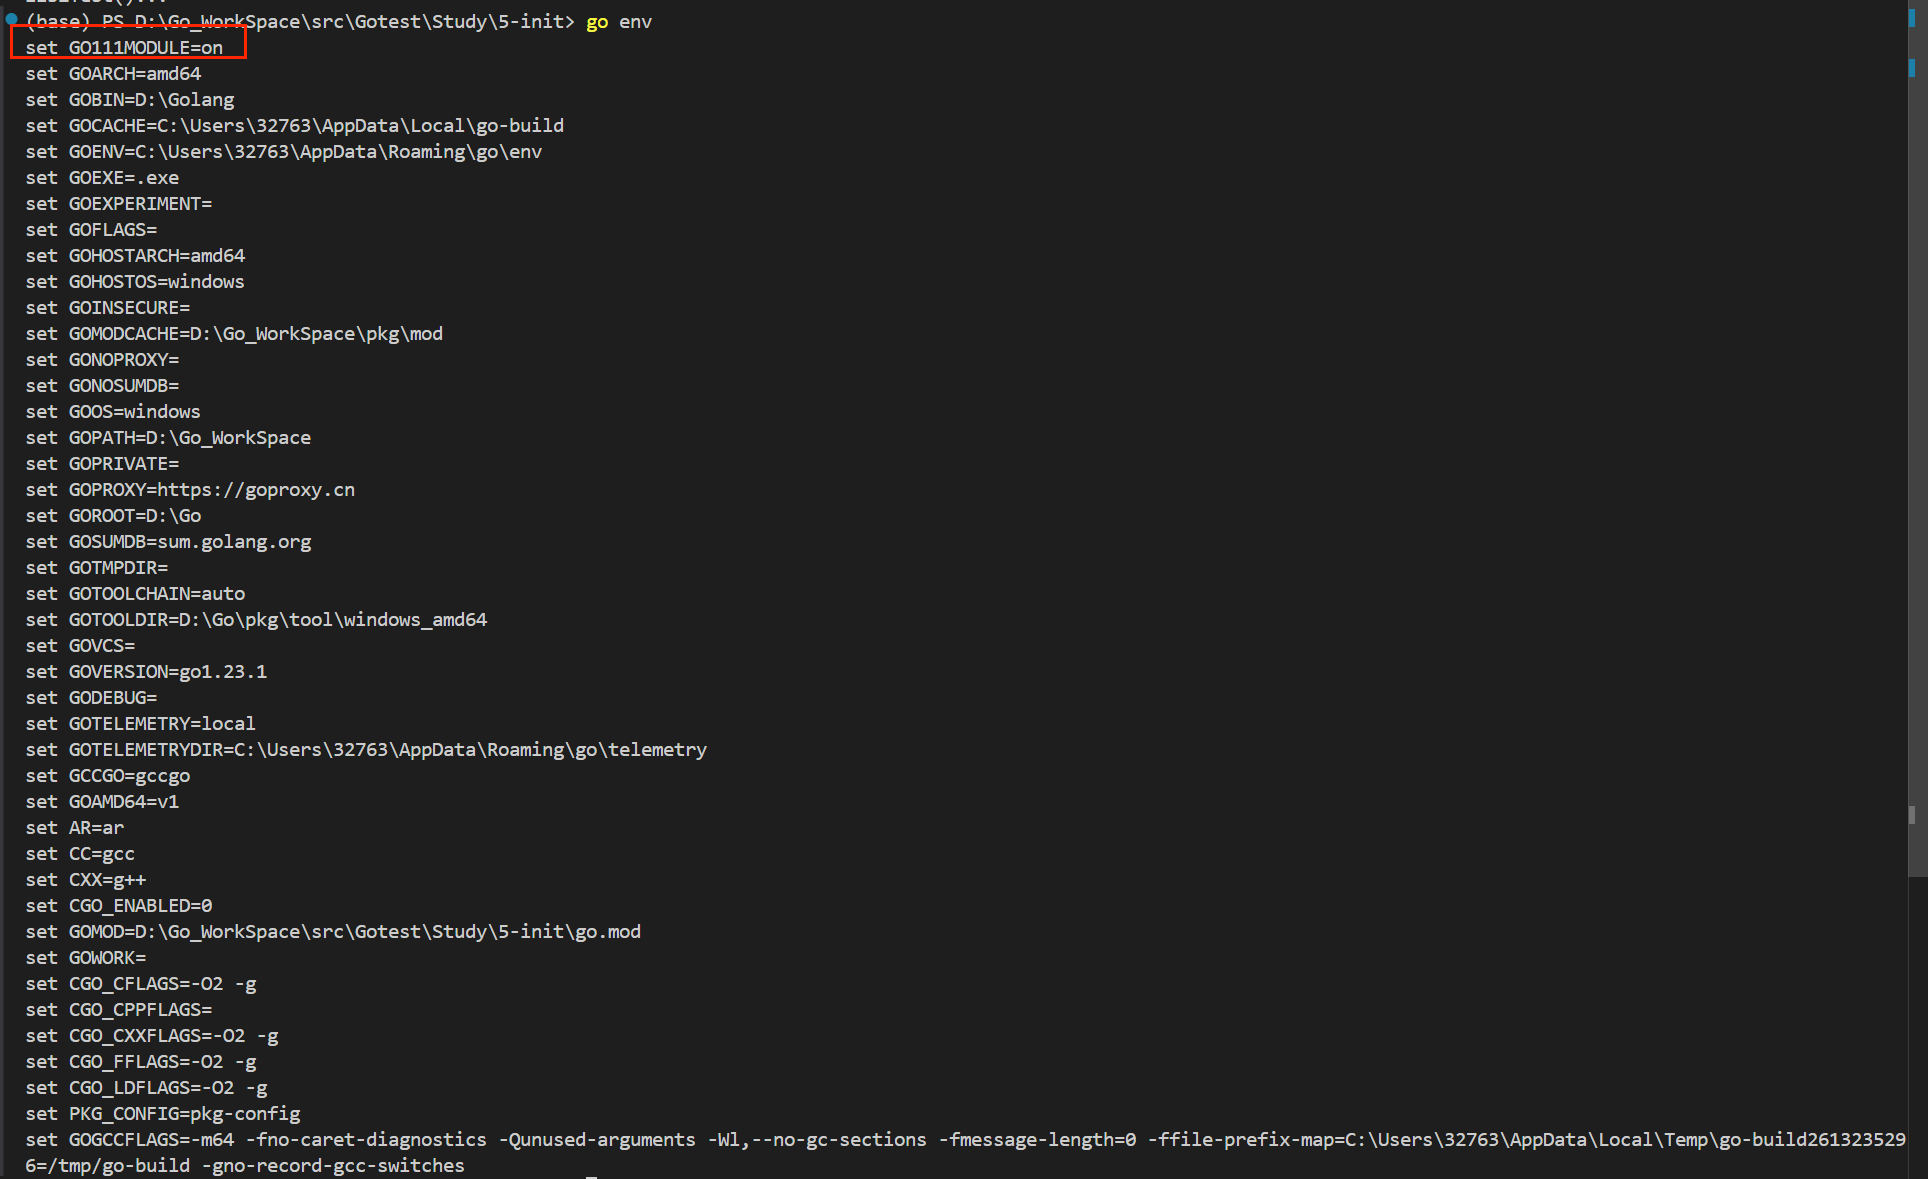 (base) PS D:\Go_WorkSpace\src\Gotest\Study\5-init> go env
set GO111MODULE=on
set GOARCH=amd64
set GOBIN=D:\Golang
set GOCACHE=C:\Users\32763\AppData\Local\go-build
set GOENV=C:\Users\32763\AppData\Roaming\go\env
set GOEXE=.exe
set GOEXPERIMENT=
set GOFLAGS=
set GOHOSTARCH=amd64
set GOHOSTOS=windows
set GOINSECURE=
set GOMODCACHE=D:\Go_WorkSpace\pkg\mod
set GONOPROXY=
set GONOSUMDB=
set GOOS=windows
set GOPATH=D:\Go_WorkSpace
set GOPRIVATE=
set GOPROXY=https://goproxy.cn
set GOROOT=D:\Go
set GOSUMDB=sum.golang.org
set GOTMPDIR=
set GOTOOLCHAIN=auto
set GOTOOLDIR=D:\Go\pkg\tool\windows_amd64
set GOVCS=
set GOVERSION=go1.23.1
set GODEBUG=
set GOTELEMETRY=local
set GOTELEMETRYDIR=C:\Users\32763\AppData\Roaming\go\telemetry
set GCCGO=gccgo
set GOAMD64=v1
set AR=ar
set CC=gcc
set CXX=g++
set CGO_ENABLED=0
set GOMOD=D:\Go_WorkSpace\src\Gotest\Study\5-init\go.mod
set GOWORK=
set CGO_CFLAGS=-O2 -g
set CGO_CPPFLAGS=
set CGO_CXXFLAGS=-O2 -g
set CGO_FFLAGS=-O2 -g
set CGO_LDFLAGS=-O2 -g
set PKG_CONFIG=pkg-config
set GOGCCFLAGS=-m64 -fno-caret-diagnostics -Qunused-arguments -Wl,--no-gc-sections -fmessage-length=0 -ffile-prefix-map=C:\Users\32763\AppData\Local\Temp\go-build261323529
6=/tmp/go-build -gno-record-gcc-switches